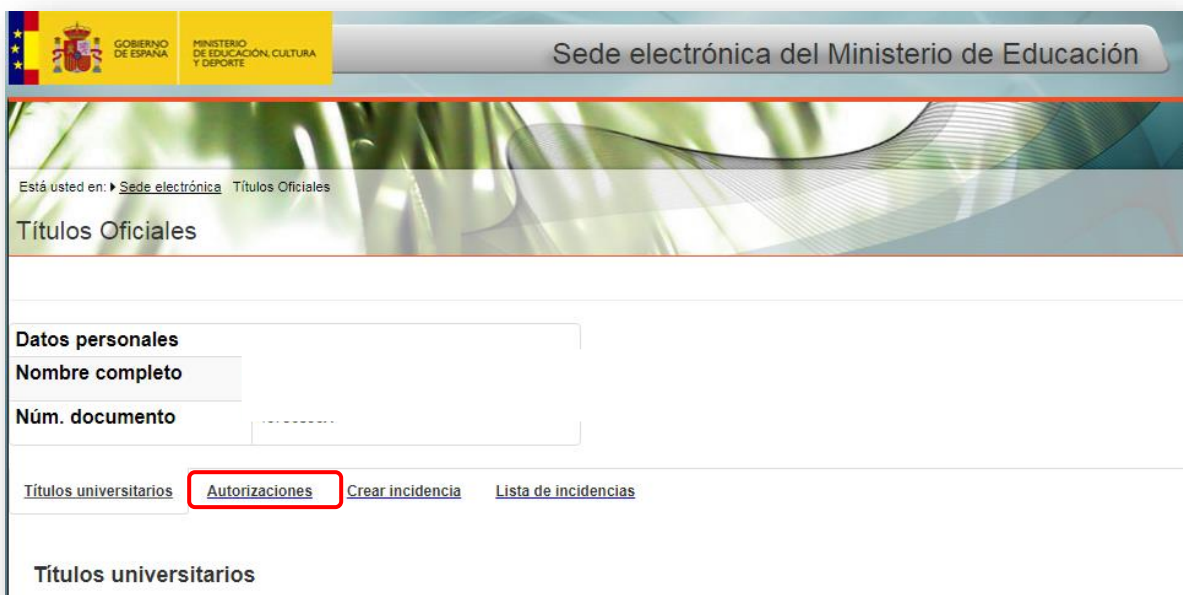 GOBIERNO
DE ESPAÑA
MINISTERIO
DE EDUCACIÓN, CULTURA
Y DEPORTE
Sede electrónica del Ministerio de Educación
Está usted en: Sede electrónica Títulos Oficiales
Títulos Oficiales
Datos personales
Nombre completo
Núm. documento
Títulos universitarios Autorizaciones Crear incidencia Lista de incidencias
Títulos universitarios